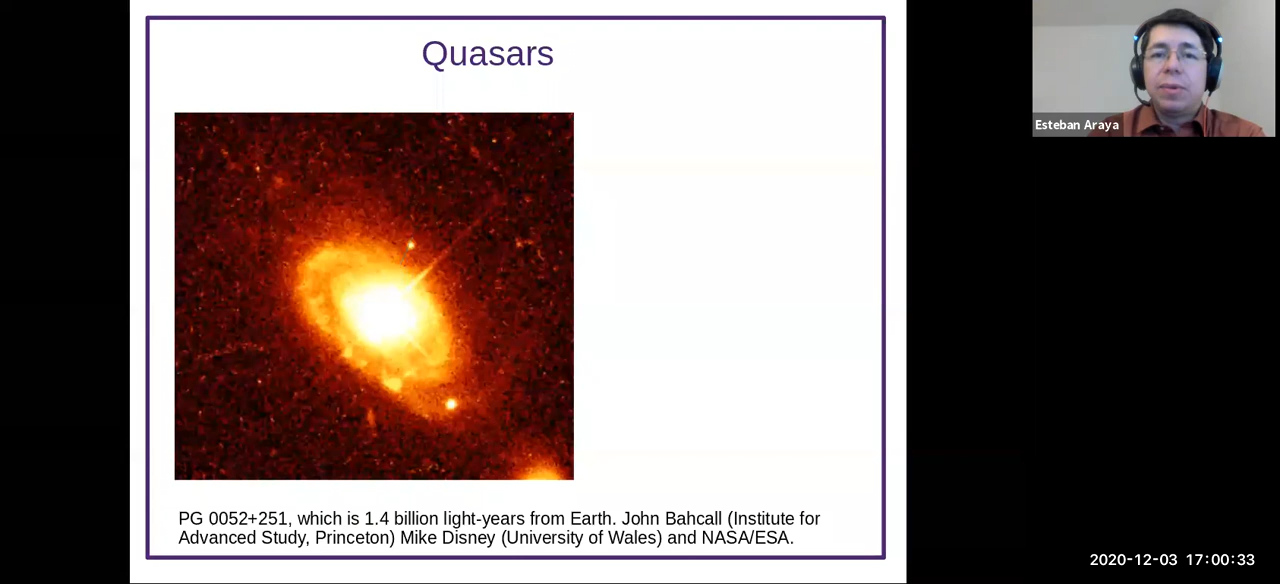 Quasars
Esteban Araya
PG 0052+251, which is 1.4 billion light-years from Earth. John Bahcall (Institute for
Advanced Study, Princeton) Mike Disney (University of Wales) and NASA/ESA.
2020-12-03 17:00:33